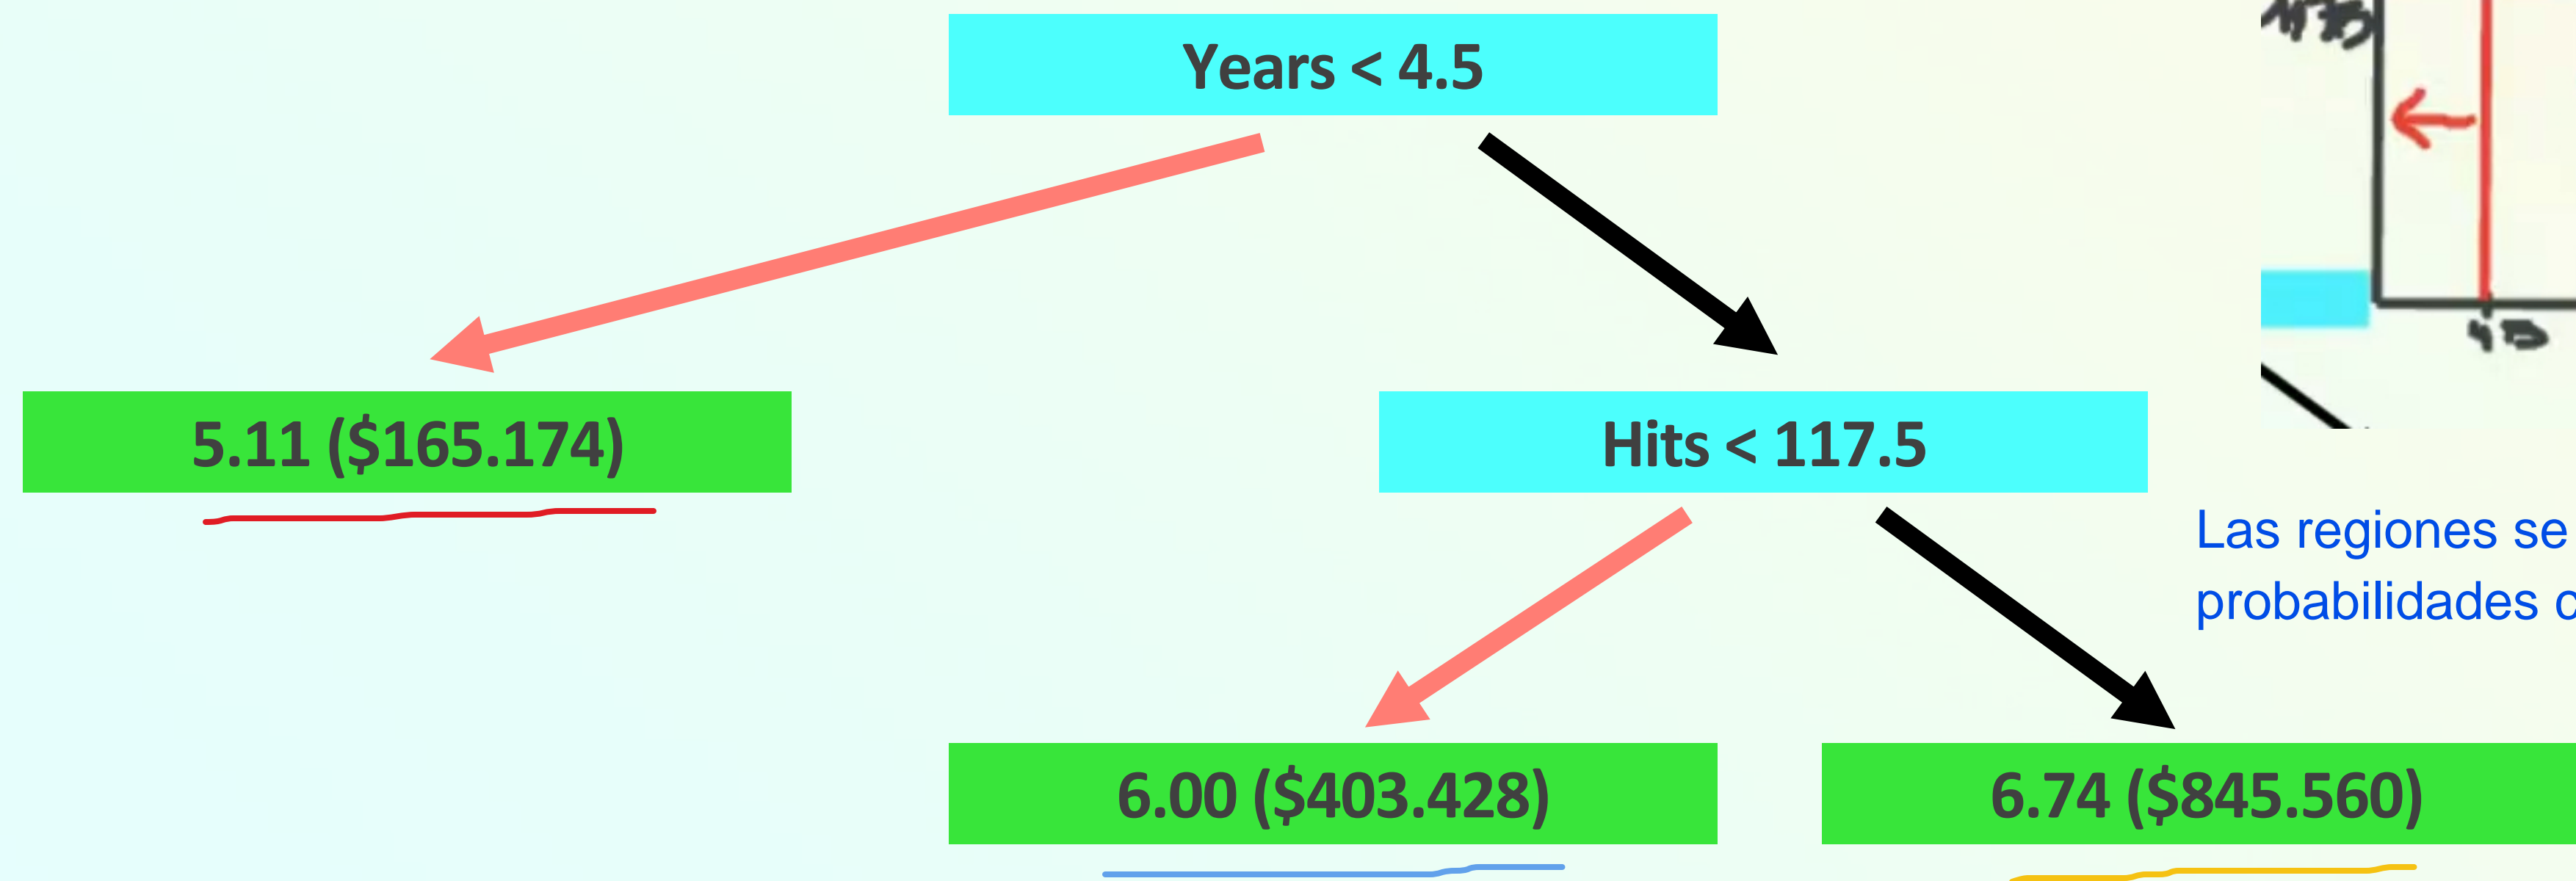 Years < 4.5
5.11 ($165.174)
Hits < 117.5
Las regiones se
probabilidades
6.00 ($403.428)
6.74 ($845.560)